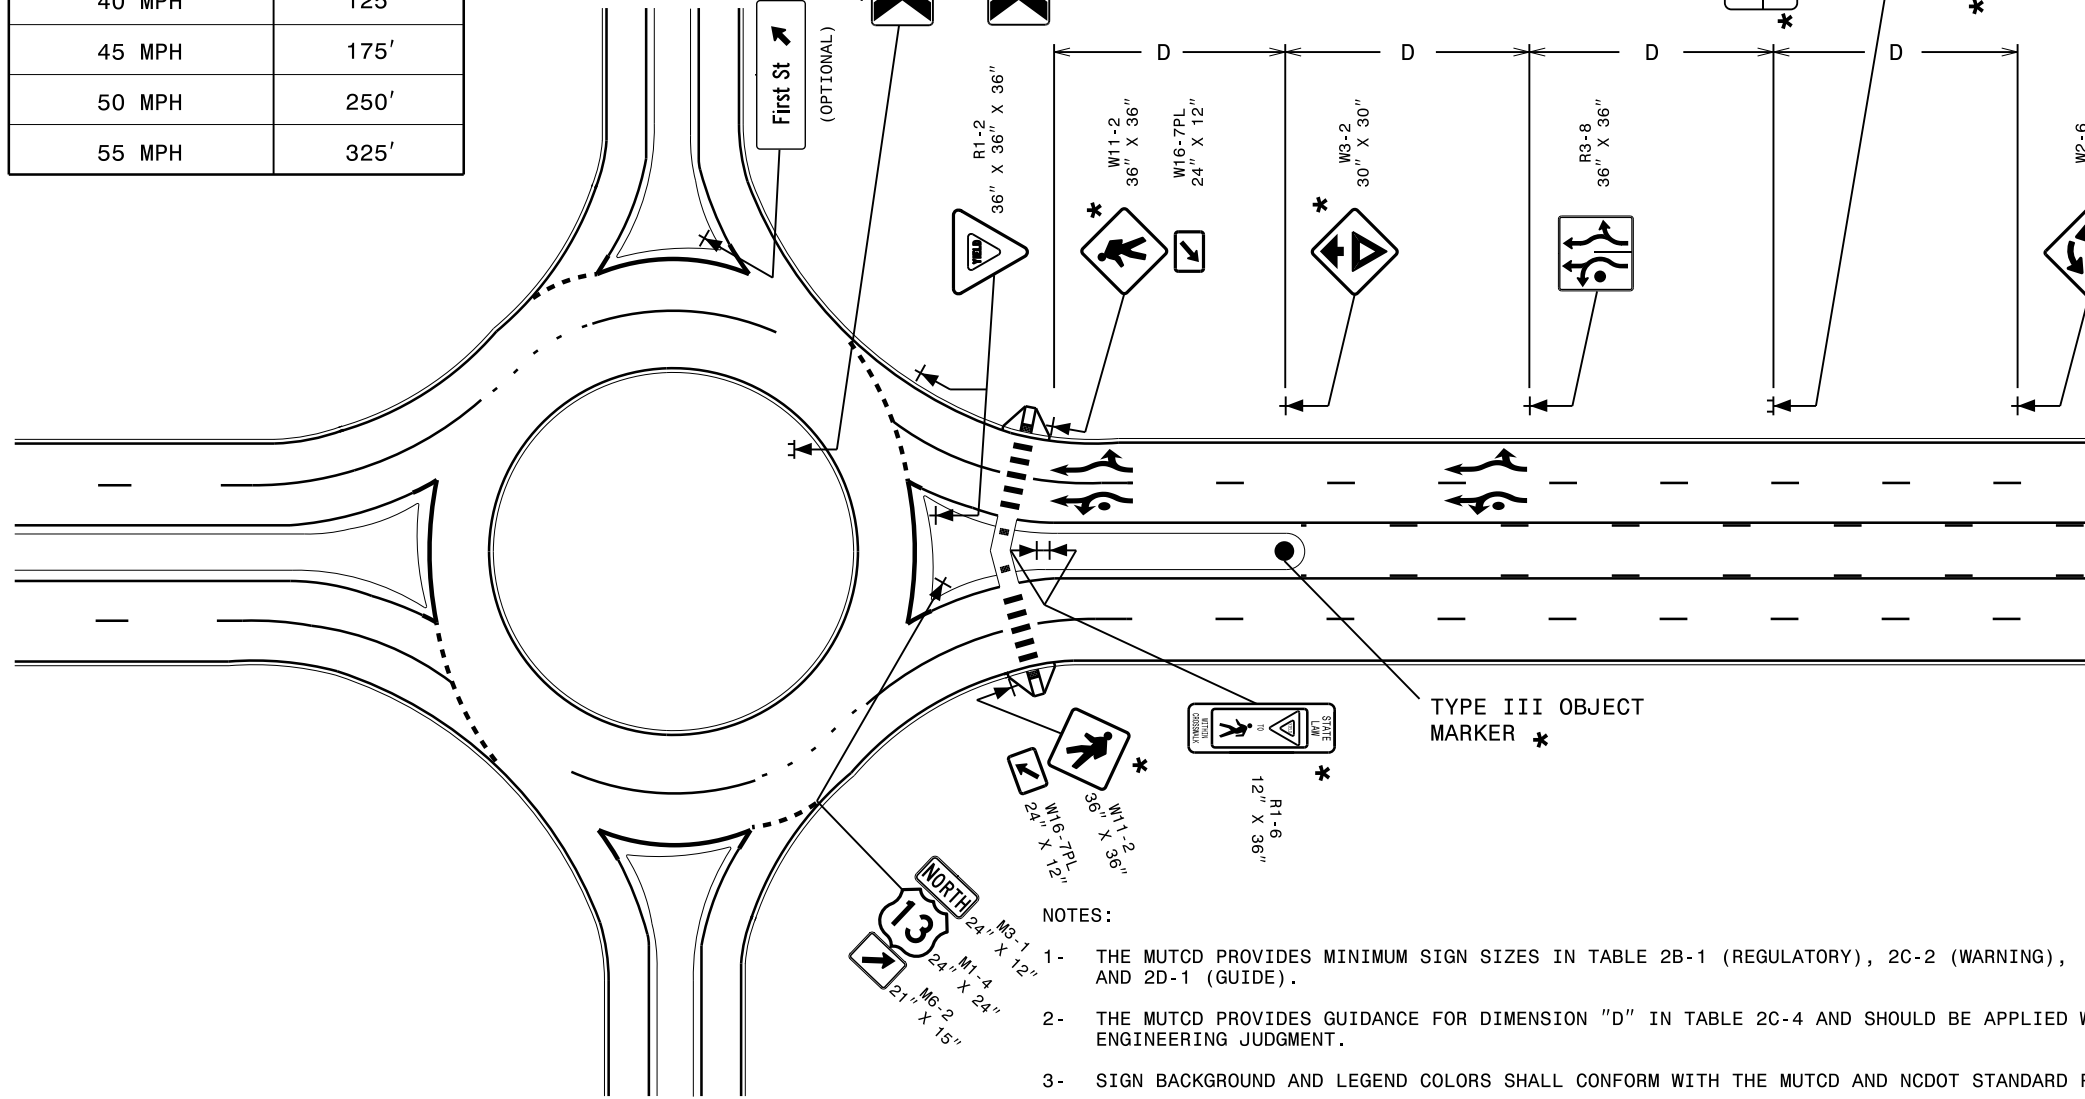 40 MPH 125'
45 MPH 175'
50 MPH 250'
55 MPH 325'
First St
(OPTIONAL)
D
D
D
D
R1-2
36" X 36" X 36"
YIELD
W11-2
36" X 36"
W16-7PL
24" X 12"
W3-2
30" X 30"
R3-8
36" X 36"
W2-6
TYPE III OBJECT
MARKER *
STATE
LAW
TO
WITHIN
CROSSWALK
R1-6
12" X 36"
W11-2
36" X 36"
W16-7PL
24" X 12"
NORTH
13
M3-1
24" X 12"
M1-4
24" X 24"
M6-2
21" X 15"
NOTES:
1- THE MUTCD PROVIDES MINIMUM SIGN SIZES IN TABLE 2B-1 (REGULATORY), 2C-2 (WARNING),
AND 2D-1 (GUIDE).
2- THE MUTCD PROVIDES GUIDANCE FOR DIMENSION "D" IN TABLE 2C-4 AND SHOULD BE APPLIED
ENGINEERING JUDGMENT.
3- SIGN BACKGROUND AND LEGEND COLORS SHALL CONFORM WITH THE MUTCD AND NCDOT STANDARD